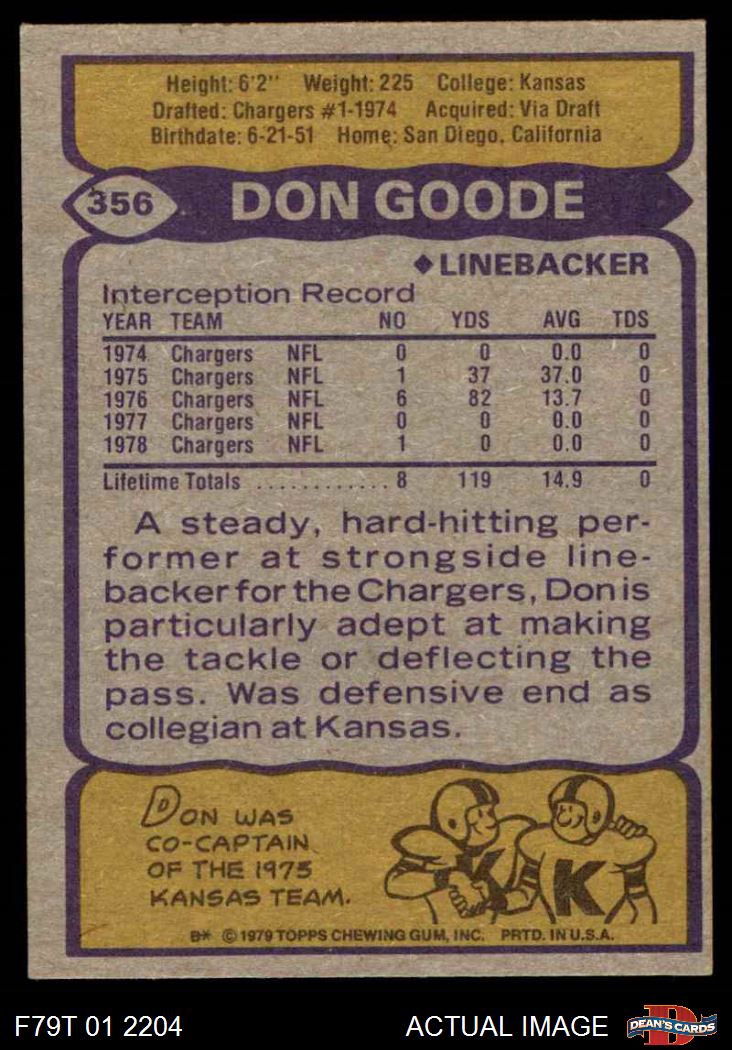 Height: 6'2" Weight: 225 College: Kansas
Drafted: Chargers #1-1974 Acquired: Via Draft
Birthdate: 6-21-51 Home: San Diego, California
356 DON GOODE
◆LINEBACKER
Interception Record
YEAR TEAM NO YDS AVG TDS
1974 Chargers NFL 0 0 0.0 0
1975 Chargers NFL 1 37 37.0 0
1976 Chargers NFL 6 82 13.7 0
1977 Chargers NFL 0 0 0.0 0
1978 Chargers NFL 1 0 0.0 0
Lifetime Totals ............8 119 14.9 0
A steady, hard-hitting per-
former at strongside line-
backer for the Chargers, Don is
particularly adept at making
the tackle or deflecting the
pass. Was defensive end as
collegian at Kansas.
DON WAS
CO-CAPTAIN
OF THE 1973
KANSAS TEAM.
K K
B* © 1979 TOPPS CHEWING GUM, INC. PRTD. IN U.S.A.
F79T 01 2204 ACTUAL IMAGE D DEAN'S CARDS